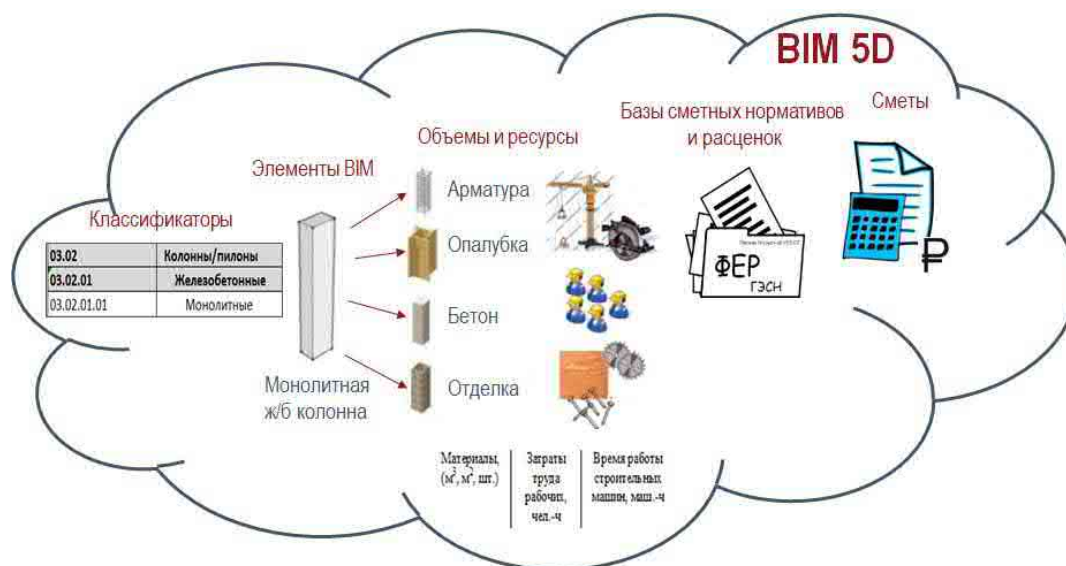 BIM 5D
Классификаторы
03.02 Колонны/пилоны
03.02.01 Железобетонные
03.02.01.01 Монолитные
Элементы BIM
Монолитная
ж/б колонна
Объемы и ресурсы
Арматура
Опалубка
Бетон
Отделка
Материалы,
(м³, м², шт.)
Затраты
труда
рабочих,
чел.-ч
Время работы
строительных
машин, маш.-ч
Базы сметных нормативов
и расценок
ФЕР
ГЭСН
Сметы
₽